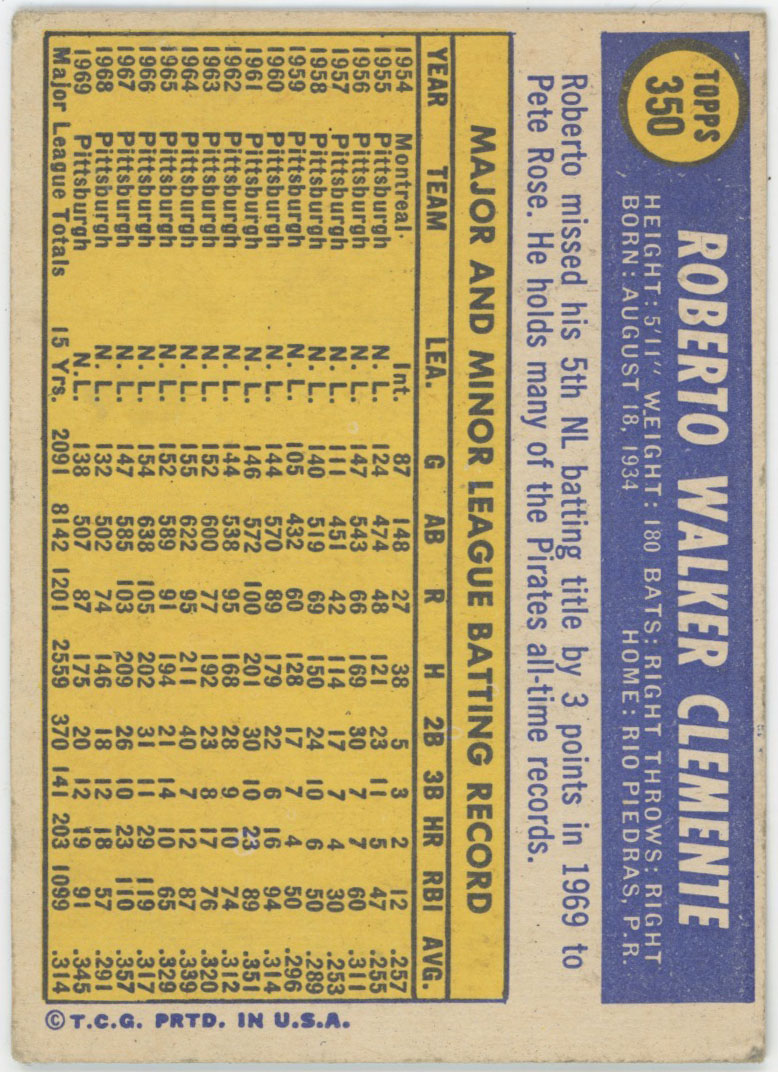 TOPPS
350
ROBERTO WALKER CLEMENTE
HEIGHT: 5'11" WEIGHT: 180 BATS: RIGHT THROWS: RIGHT
BORN: AUGUST 18, 1934 HOME: RIO PIEDRAS, P.R.
Roberto missed his 5th NL batting title by 3 points in 1969 to
Pete Rose. He holds many of the Pirates all-time records.
MAJOR AND MINOR LEAGUE BATTING RECORD
YEAR TEAM LEA. G AB R H 2B 3B HR RBI AVG.
1954 Montreal Int. 87 148 27 38 5 3 2 12 .257
1955 Pittsburgh N. L. 124 474 48 121 23 11 5 47 .255
1956 Pittsburgh N. L. 147 543 66 169 30 7 7 60 .311
1957 Pittsburgh N. L. 111 451 42 114 17 7 4 30 .253
1958 Pittsburgh N. L. 140 519 69 150 24 10 6 50 .289
1959 Pittsburgh N. L. 105 432 60 128 17 7 4 50 .296
1960 Pittsburgh N. L. 144 570 89 179 22 6 16 94 .314
1961 Pittsburgh N. L. 146 572 100 201 30 10 23 89 .351
1962 Pittsburgh N. L. 144 538 95 168 28 9 10 74 .312
1963 Pittsburgh N. L. 152 600 77 192 23 8 17 76 .320
1964 Pittsburgh N. L. 155 622 95 211 40 7 12 87 .339
1965 Pittsburgh N. L. 152 589 91 194 21 14 10 65 .329
1966 Pittsburgh N. L. 154 638 105 202 31 11 29 119 .317
1967 Pittsburgh N. L. 147 585 103 209 26 10 23 110 .357
1968 Pittsburgh N. L. 132 502 74 146 18 12 18 57 .291
1969 Pittsburgh N. L. 138 507 87 175 20 12 19 91 .345
Major League Totals 15 Yrs. 2091 8142 1201 2559 370 141 203 1099 .314
© T.C.G. PRTD. IN U.S.A.